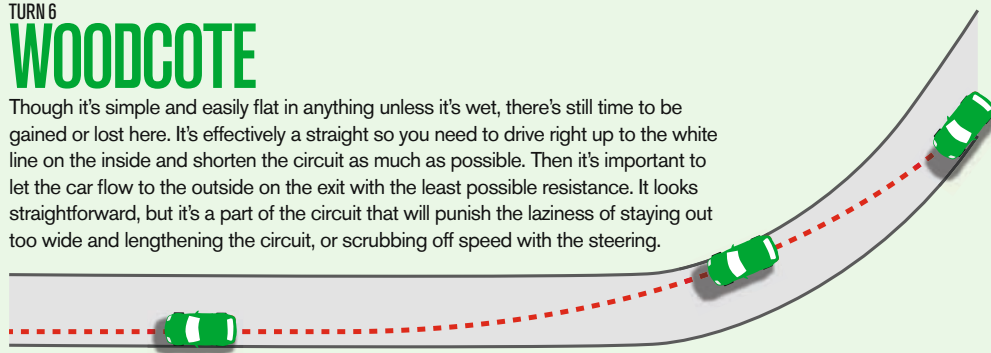 TURN 6
WOODCOTE
Though it's simple and easily flat in anything unless it's wet, there's still time to be
gained or lost here. It's effectively a straight so you need to drive right up to the white
line on the inside and shorten the circuit as much as possible. Then it's important to
let the car flow to the outside on the exit with the least possible resistance. It looks
straightforward, but it's a part of the circuit that will punish the laziness of staying out
too wide and lengthening the circuit, or scrubbing off speed with the steering.